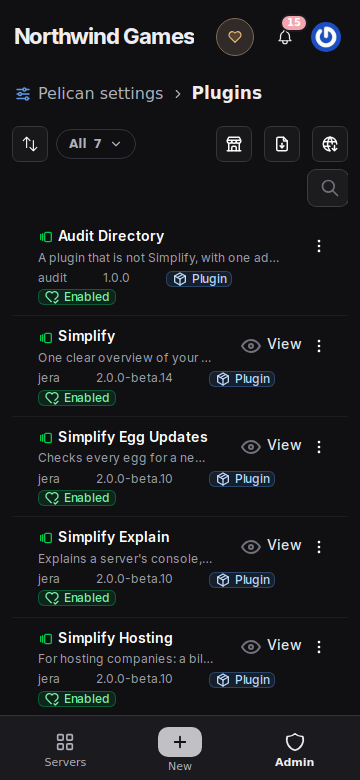 Northwind Games
15
Pelican settings > Plugins
All 7
Audit Directory
A plugin that is not Simplify, with one ad...
audit 1.0.0 Plugin
Enabled
Simplify
View
One clear overview of your ...
jera 2.0.0-beta.14 Plugin
Enabled
Simplify Egg Updates
View
Checks every egg for a ne...
jera 2.0.0-beta.10 Plugin
Enabled
Simplify Explain
View
Explains a server's console,...
jera 2.0.0-beta.10 Plugin
Enabled
Simplify Hosting
View
For hosting companies: a bil...
jera 2.0.0-beta.10 Plugin
Enabled
Servers New Admin